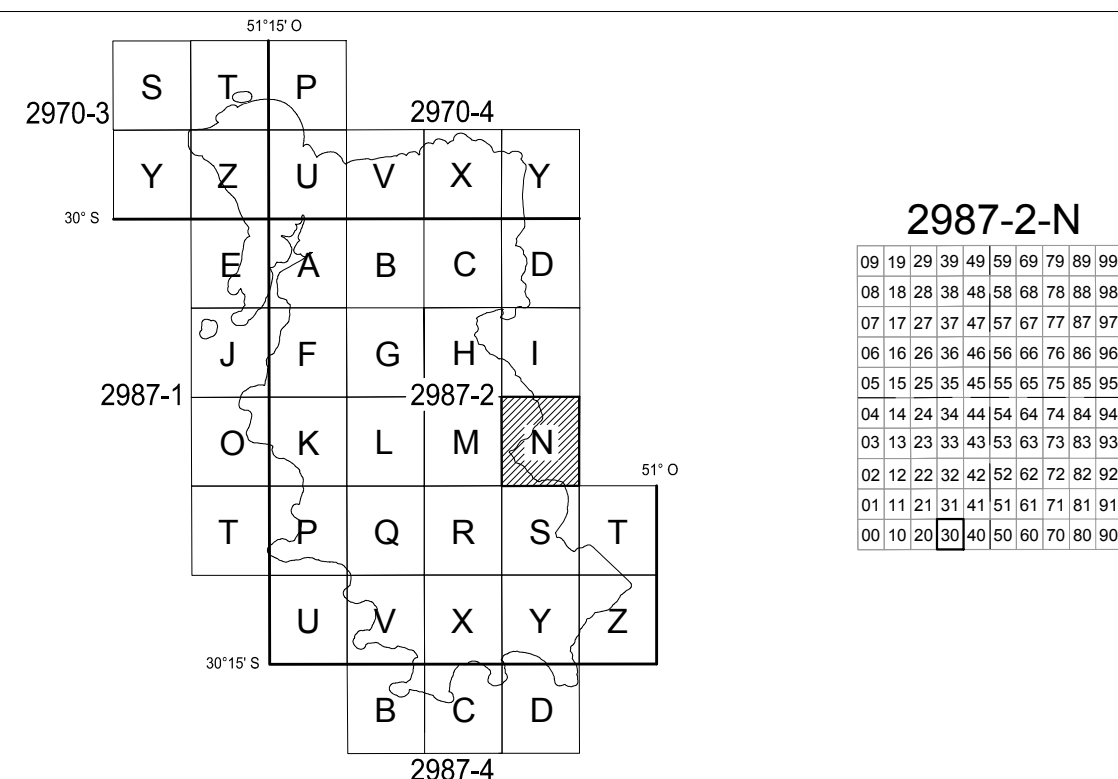 51°15' O
S T P
2970-3 2970-4
Y Z U V X Y
30° S
E A B C D
J F G H I
2987-1 2987-2
O K L M N
51° O
T P Q R S T
U V X Y Z
30°15' S
B C D
2987-4
2987-2-N
09 19 29 39 49 59 69 79 89 99
08 18 28 38 48 58 68 78 88 98
07 17 27 37 47 57 67 77 87 97
06 16 26 36 46 56 66 76 86 96
05 15 25 35 45 55 65 75 85 95
04 14 24 34 44 54 64 74 84 94
03 13 23 33 43 53 63 73 83 93
02 12 22 32 42 52 62 72 82 92
01 11 21 31 41 51 61 71 81 91
00 10 20 30 40 50 60 70 80 90